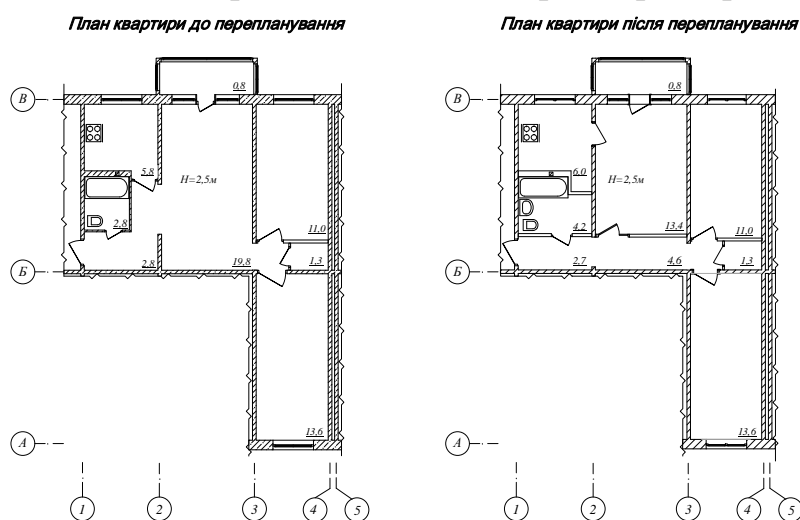 План квартири до перепланування
План квартири після перепланування
В
0,8
5,8
H=2,5м
2,8
11,0
Б
2,8
19,8
1,3
А
13,6
1
2
3
4
5
В
0,8
6,0
H=2,5м
4,2
13,4
11,0
Б
2,7
4,6
1,3
А
13,6
1
2
3
4
5